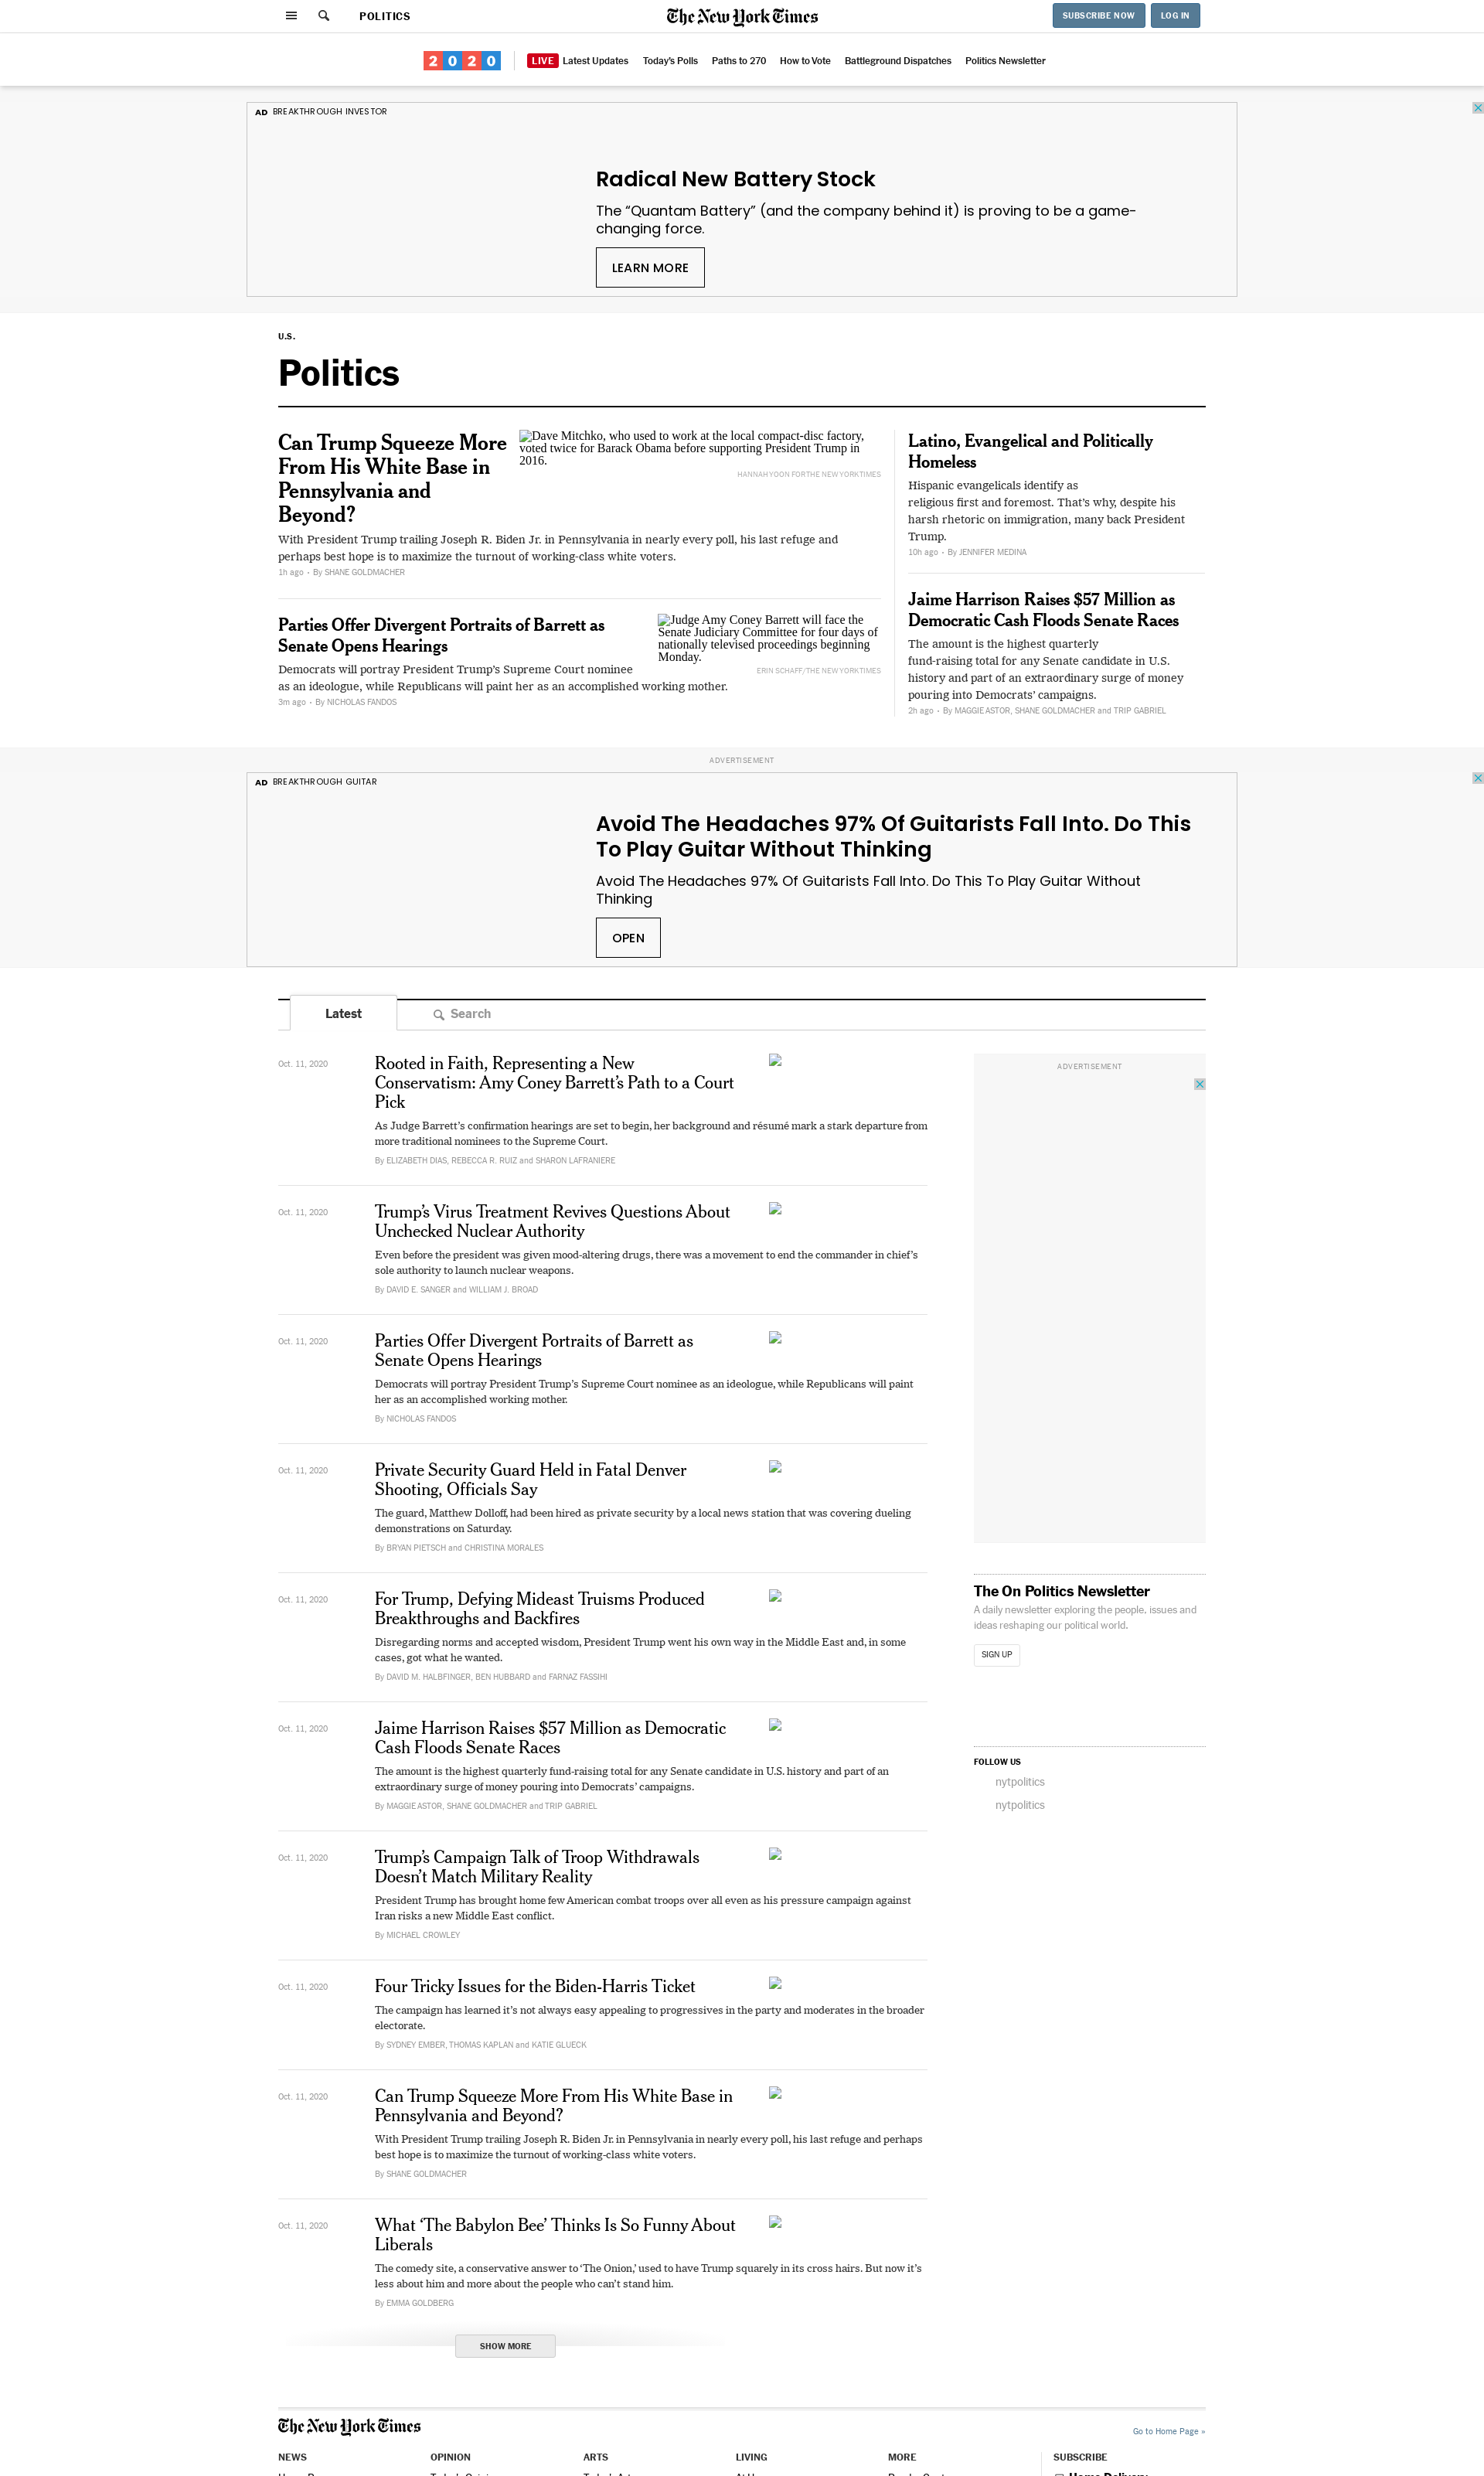 POLITICS
The New York Times
SUBSCRIBE NOW
LOG IN
2020
LIVE Latest Updates
Today's Polls
Paths to 270
How to Vote
Battleground Dispatches
Politics Newsletter
AD BREAKTHROUGH INVESTOR
Radical New Battery Stock
The “Quantam Battery” (and the company behind it) is proving to be a game-
changing force.
LEARN MORE
U.S.
Politics
Can Trump Squeeze More
From His White Base in
Pennsylvania and
Beyond?
Dave Mitchko, who used to work at the local compact-disc factory,
voted twice for Barack Obama before supporting President Trump in
2016.
HANNAH YOON FOR THE NEW YORK TIMES
With President Trump trailing Joseph R. Biden Jr. in Pennsylvania in nearly every poll, his last refuge and
perhaps best hope is to maximize the turnout of working-class white voters.
1h ago • By SHANE GOLDMACHER
Parties Offer Divergent Portraits of Barrett as
Senate Opens Hearings
Judge Amy Coney Barrett will face the
Senate Judiciary Committee for four days of
nationally televised proceedings beginning
Monday.
ERIN SCHAFF/THE NEW YORK TIMES
Democrats will portray President Trump’s Supreme Court nominee
as an ideologue, while Republicans will paint her as an accomplished working mother.
3m ago • By NICHOLAS FANDOS
Latino, Evangelical and Politically
Homeless
Hispanic evangelicals identify as
religious first and foremost. That’s why, despite his
harsh rhetoric on immigration, many back President
Trump.
10h ago • By JENNIFER MEDINA
Jaime Harrison Raises $57 Million as
Democratic Cash Floods Senate Races
The amount is the highest quarterly
fund-raising total for any Senate candidate in U.S.
history and part of an extraordinary surge of money
pouring into Democrats’ campaigns.
2h ago • By MAGGIE ASTOR, SHANE GOLDMACHER and TRIP GABRIEL
ADVERTISEMENT
AD BREAKTHROUGH GUITAR
Avoid The Headaches 97% Of Guitarists Fall Into. Do This
To Play Guitar Without Thinking
Avoid The Headaches 97% Of Guitarists Fall Into. Do This To Play Guitar Without
Thinking
OPEN
Latest
Search
Oct. 11, 2020
Rooted in Faith, Representing a New
Conservatism: Amy Coney Barrett’s Path to a Court
Pick
As Judge Barrett’s confirmation hearings are set to begin, her background and résumé mark a stark departure from
more traditional nominees to the Supreme Court.
By ELIZABETH DIAS, REBECCA R. RUIZ and SHARON LAFRANIERE
Oct. 11, 2020
Trump’s Virus Treatment Revives Questions About
Unchecked Nuclear Authority
Even before the president was given mood-altering drugs, there was a movement to end the commander in chief’s
sole authority to launch nuclear weapons.
By DAVID E. SANGER and WILLIAM J. BROAD
Oct. 11, 2020
Parties Offer Divergent Portraits of Barrett as
Senate Opens Hearings
Democrats will portray President Trump’s Supreme Court nominee as an ideologue, while Republicans will paint
her as an accomplished working mother.
By NICHOLAS FANDOS
Oct. 11, 2020
Private Security Guard Held in Fatal Denver
Shooting, Officials Say
The guard, Matthew Dolloff, had been hired as private security by a local news station that was covering dueling
demonstrations on Saturday.
By BRYAN PIETSCH and CHRISTINA MORALES
Oct. 11, 2020
For Trump, Defying Mideast Truisms Produced
Breakthroughs and Backfires
Disregarding norms and accepted wisdom, President Trump went his own way in the Middle East and, in some
cases, got what he wanted.
By DAVID M. HALBFINGER, BEN HUBBARD and FARNAZ FASSIHI
Oct. 11, 2020
Jaime Harrison Raises $57 Million as Democratic
Cash Floods Senate Races
The amount is the highest quarterly fund-raising total for any Senate candidate in U.S. history and part of an
extraordinary surge of money pouring into Democrats’ campaigns.
By MAGGIE ASTOR, SHANE GOLDMACHER and TRIP GABRIEL
Oct. 11, 2020
Trump’s Campaign Talk of Troop Withdrawals
Doesn’t Match Military Reality
President Trump has brought home few American combat troops over all even as his pressure campaign against
Iran risks a new Middle East conflict.
By MICHAEL CROWLEY
Oct. 11, 2020
Four Tricky Issues for the Biden-Harris Ticket
The campaign has learned it’s not always easy appealing to progressives in the party and moderates in the broader
electorate.
By SYDNEY EMBER, THOMAS KAPLAN and KATIE GLUECK
Oct. 11, 2020
Can Trump Squeeze More From His White Base in
Pennsylvania and Beyond?
With President Trump trailing Joseph R. Biden Jr. in Pennsylvania in nearly every poll, his last refuge and perhaps
best hope is to maximize the turnout of working-class white voters.
By SHANE GOLDMACHER
Oct. 11, 2020
What ‘The Babylon Bee’ Thinks Is So Funny About
Liberals
The comedy site, a conservative answer to ‘The Onion,’ used to have Trump squarely in its cross hairs. But now it’s
less about him and more about the people who can’t stand him.
By EMMA GOLDBERG
SHOW MORE
ADVERTISEMENT
The On Politics Newsletter
A daily newsletter exploring the people, issues and
ideas reshaping our political world.
SIGN UP
FOLLOW US
nytpolitics
nytpolitics
The New York Times
Go to Home Page »
NEWS
OPINION
ARTS
LIVING
MORE
SUBSCRIBE